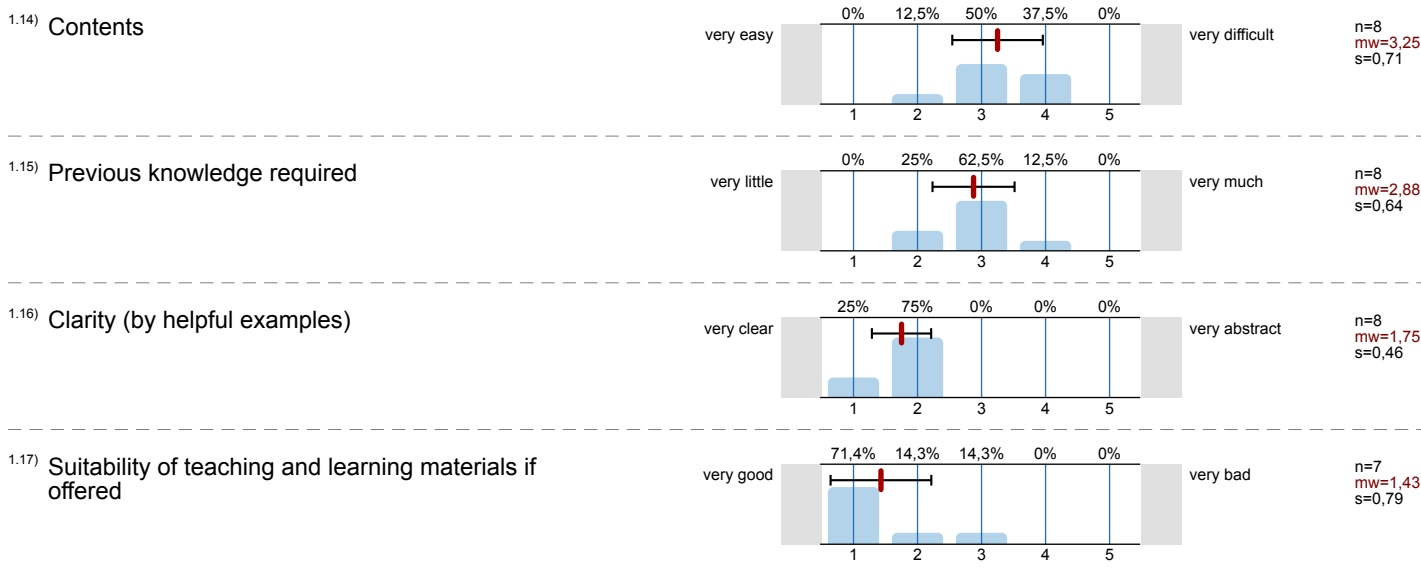 1.14) Contents
0% 12,5% 50% 37,5% 0%
very easy
very difficult
n=8
mw=3,25
s=0,71
1 2 3 4 5
1.15) Previous knowledge required
0% 25% 62,5% 12,5% 0%
very little
very much
n=8
mw=2,88
s=0,64
1 2 3 4 5
1.16) Clarity (by helpful examples)
25% 75% 0% 0% 0%
very clear
very abstract
n=8
mw=1,75
s=0,46
1 2 3 4 5
1.17) Suitability of teaching and learning materials if
offered
71,4% 14,3% 14,3% 0% 0%
very good
very bad
n=7
mw=1,43
s=0,79
1 2 3 4 5